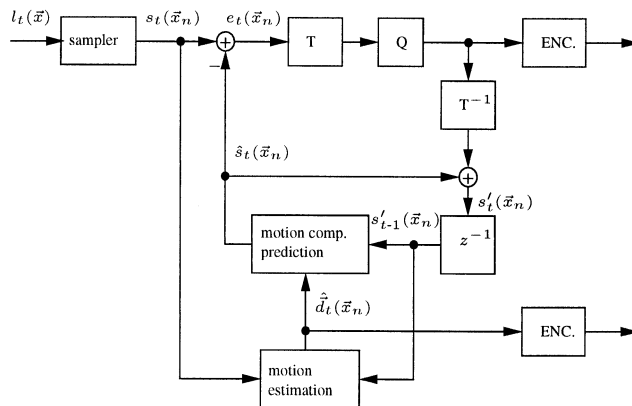 l_t(x⃗) s_t(x⃗_n) e_t(x⃗_n)
sampler
+
T
Q
ENC.
−
T⁻¹
ŝ_t(x⃗_n)
+
s′_t(x⃗_n)
s′_{t-1}(x⃗_n)
motion comp.
prediction
z⁻¹
d⃗̂_t(x⃗_n)
ENC.
motion
estimation